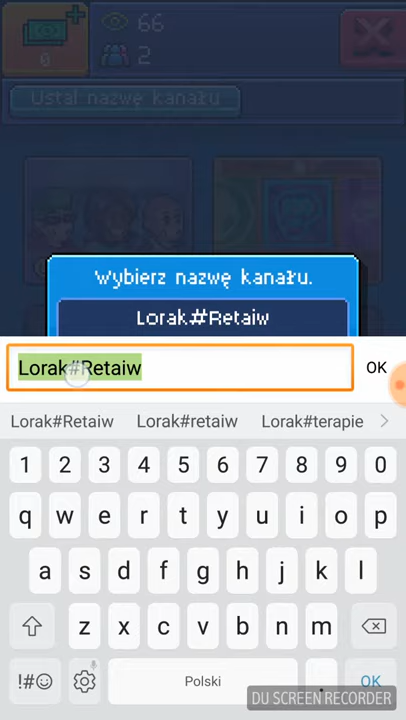 66
0
2
Ustal nazwę kanału
Wybierz nazwę kanału.
Lorak#Retaiw
Lorak#Retaiw
OK
Lorak#Retaiw Lorak#retaiw Lorak#terapie
1 2 3 4 5 6 7 8 9 0
q w e r t y u i o p
a s d f g h j k l
z x c v b n m
!#☺ Polski . OK
DU SCREEN RECORDER